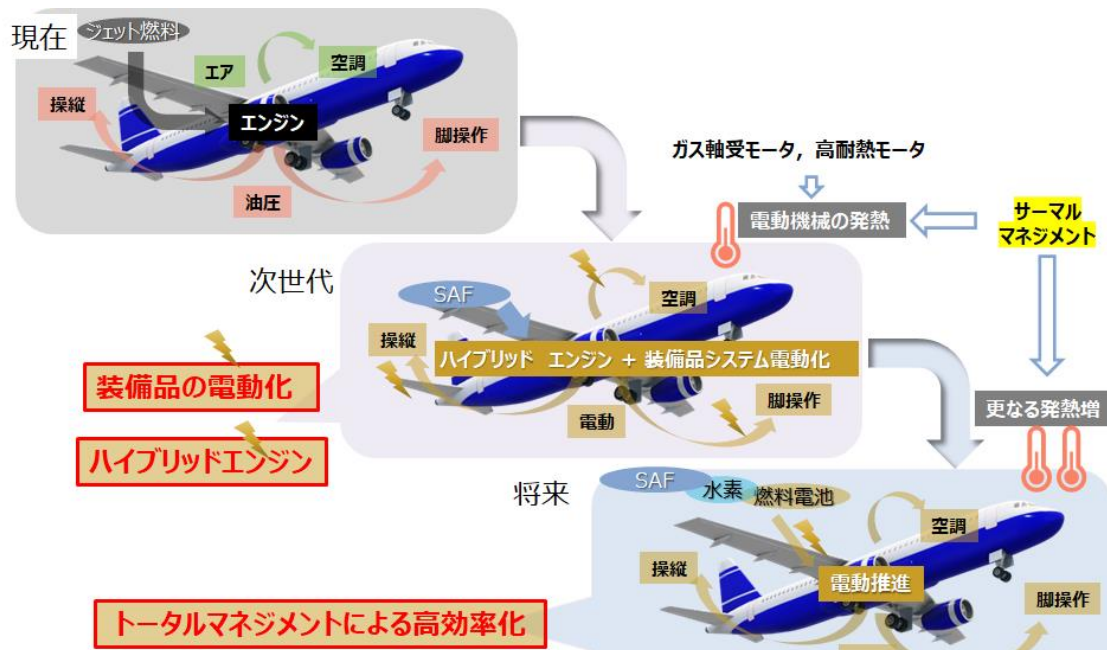 現在
ジェット燃料
エア
空調
操縦
エンジン
脚操作
油圧
ガス軸受モータ，高耐熱モータ
電動機械の発熱
サーマル
マネジメント
次世代
SAF
空調
操縦
ハイブリッド エンジン + 装備品システム電動化
脚操作
電動
装備品の電動化
ハイブリッドエンジン
更なる発熱増
将来
SAF
水素
燃料電池
空調
操縦
電動推進
脚操作
トータルマネジメントによる高効率化